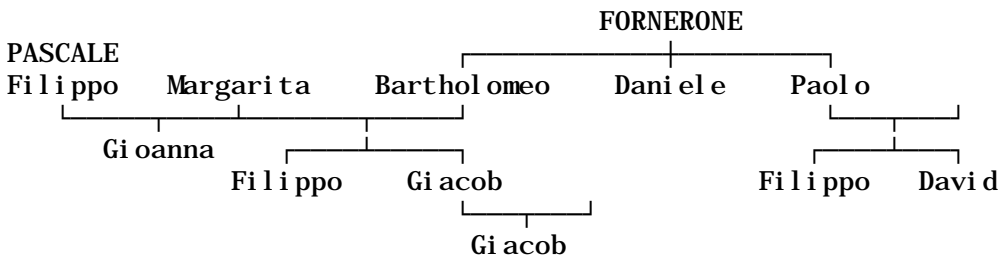 FORNERONE
PASCALE
Filippo Margarita Bartholomeo Daniele Paolo
Gioanna
Filippo Giacob Filippo David
Giacob